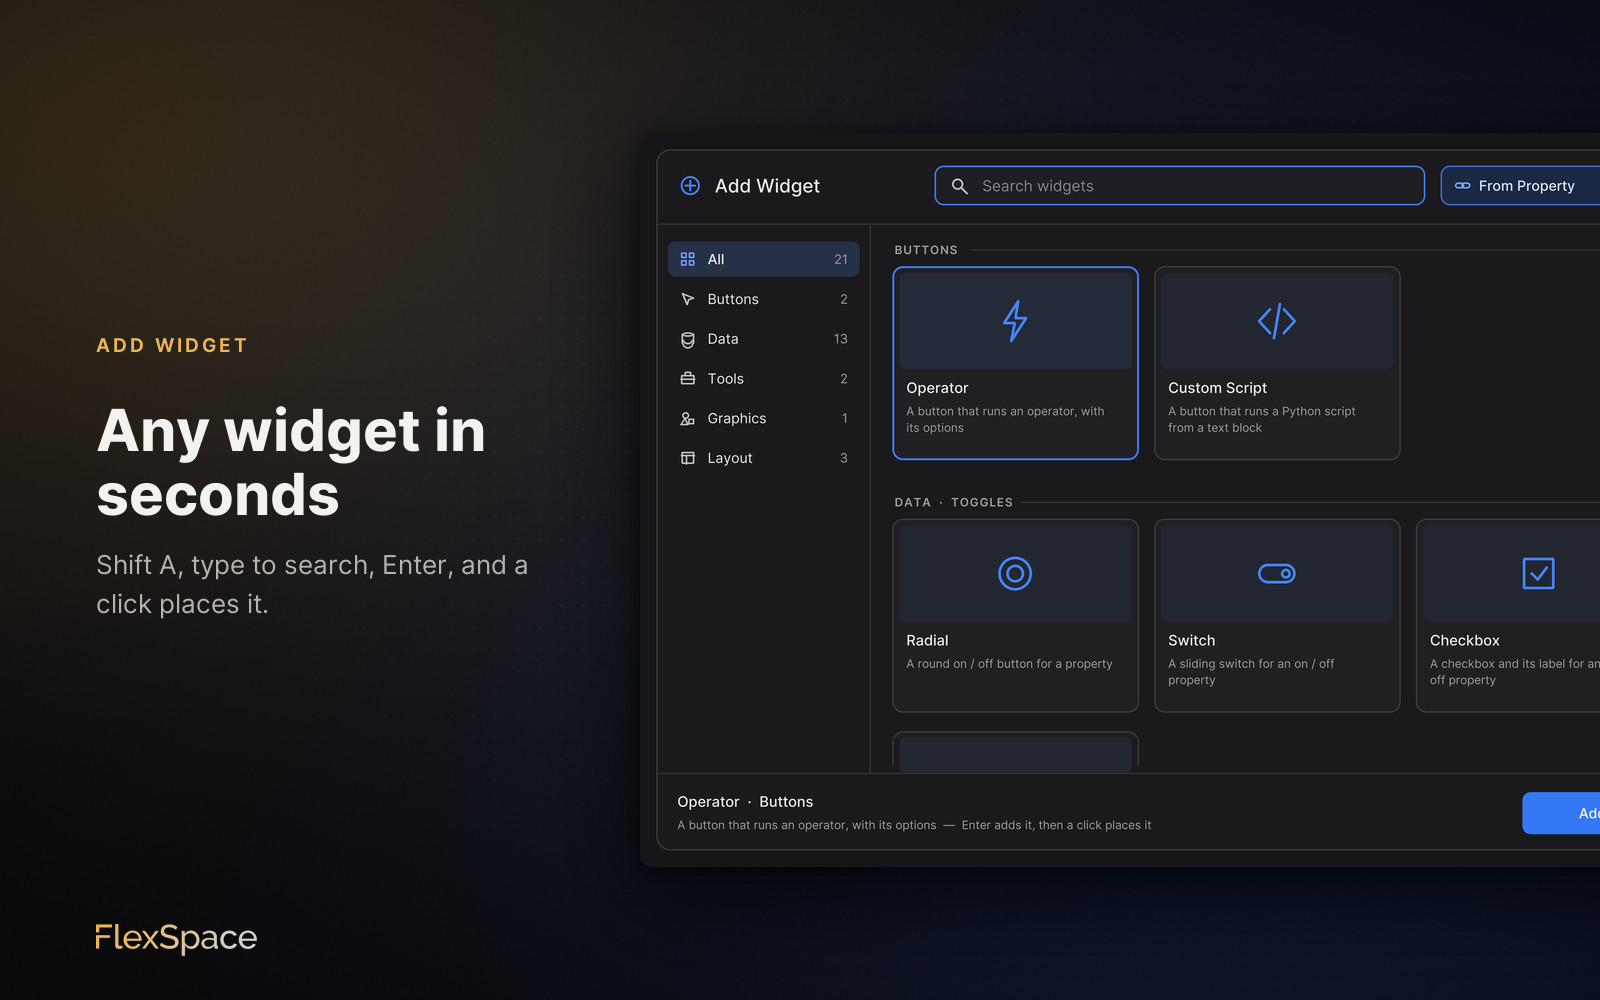 ADD WIDGET
Any widget in
seconds
Shift A, type to search, Enter, and a
click places it.
FlexSpace
Add Widget
Search widgets
From Property
All 21
Buttons 2
Data 13
Tools 2
Graphics 1
Layout 3
BUTTONS
Operator
A button that runs an operator, with
its options
Custom Script
A button that runs a Python script
from a text block
DATA · TOGGLES
Radial
A round on / off button for a property
Switch
A sliding switch for an on / off
property
Checkbox
A checkbox and its label for an
off property
Operator · Buttons
A button that runs an operator, with its options — Enter adds it, then a click places it